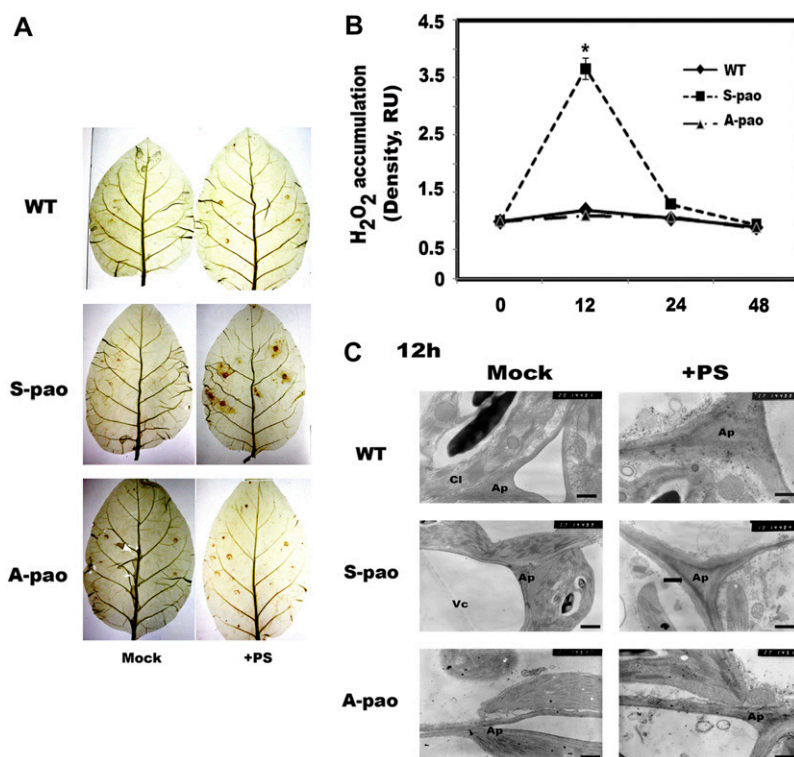 A
WT
S-pao
A-pao
Mock +PS
B
H2O2 accumulation
(Density, RU)
4.5
3.5
2.5
1.5
0.5
0
WT
S-pao
A-pao
*
0 12 24 48
C 12h
Mock +PS
WT
Cl Ap
Ap
S-pao
Ap
Vc
Ap
A-pao
Ap
Ap